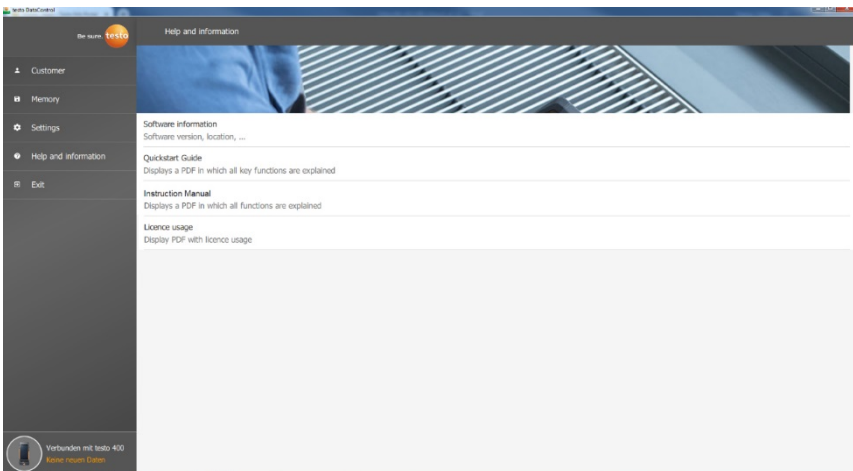 testo DataControl
Be sure. testo
Help and information
Customer
Memory
Settings
Help and information
Exit
Software information
Software version, location, ...
Quickstart Guide
Displays a PDF in which all key functions are explained
Instruction Manual
Displays a PDF in which all functions are explained
Licence usage
Display PDF with licence usage
Verbunden mit testo 400
Keine neuen Daten